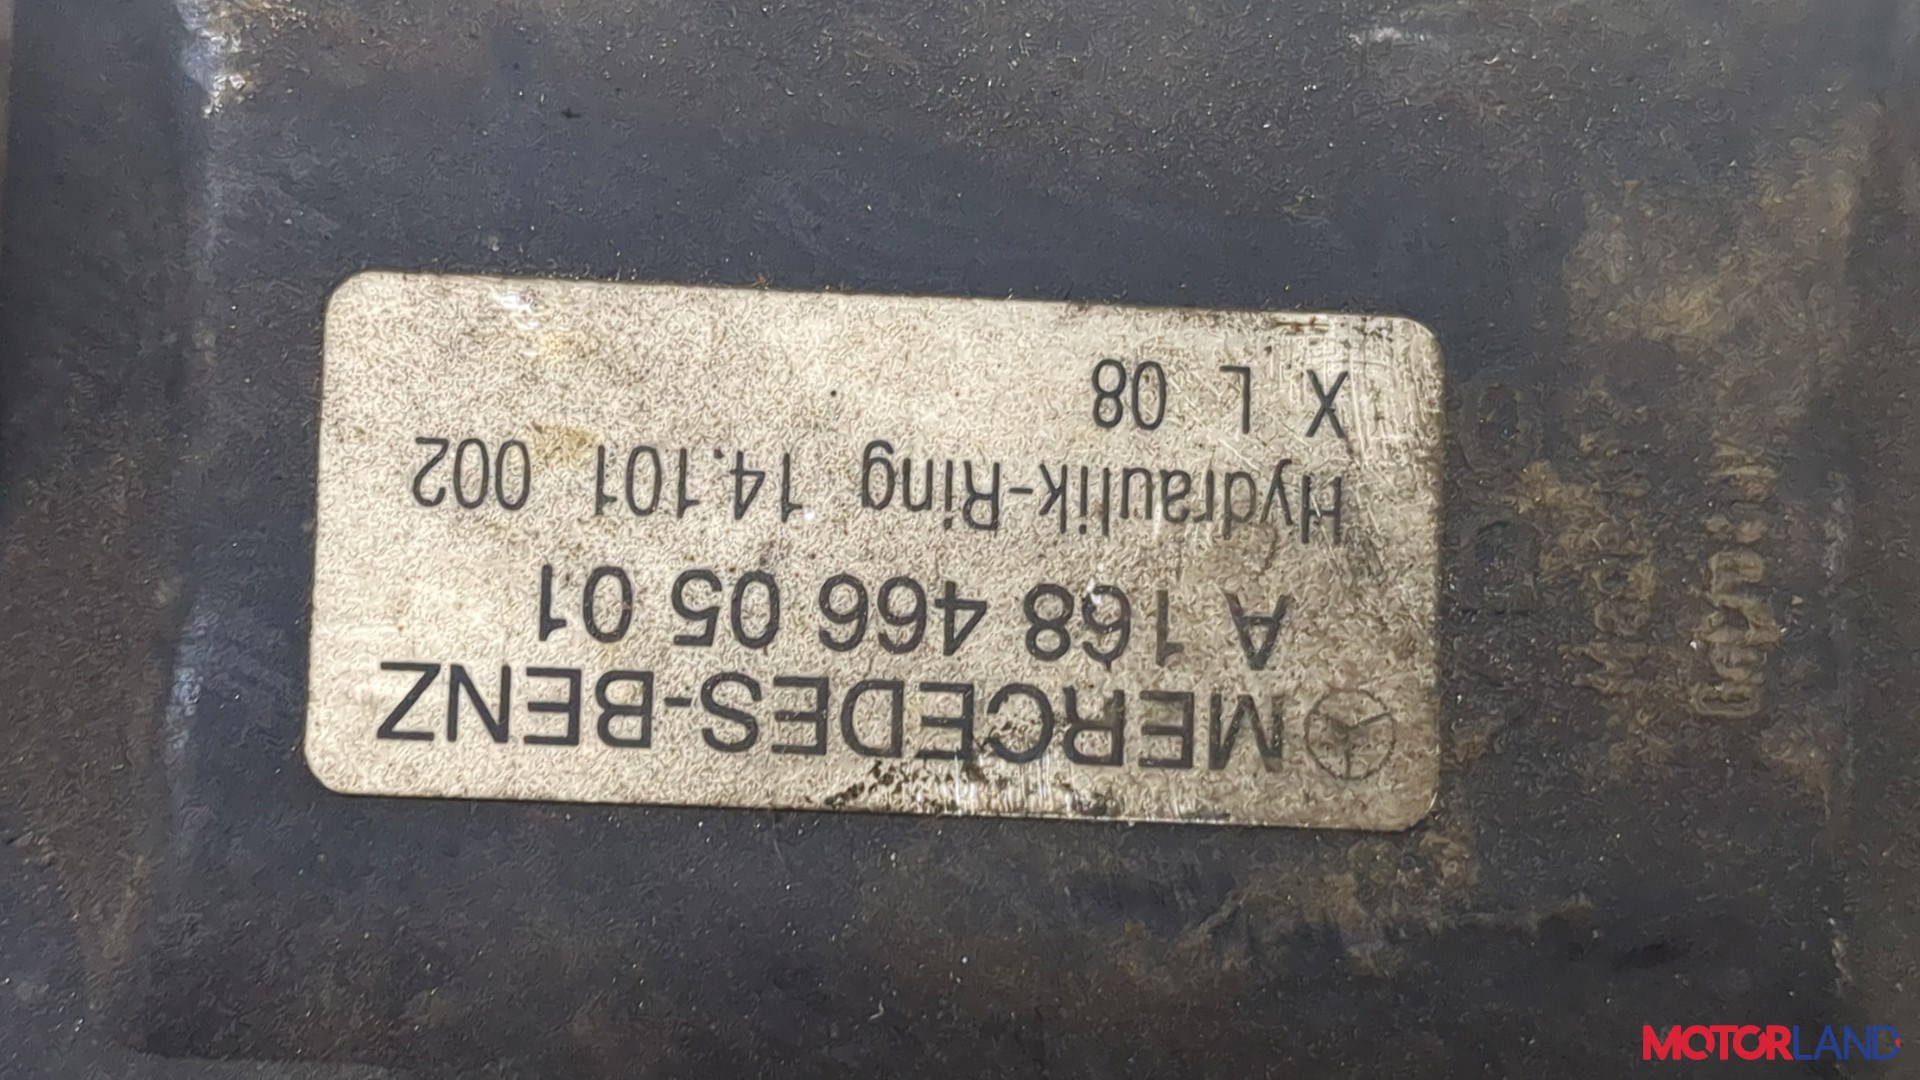 MERCEDES-BENZ
A 168 466 05 01
Hydraulik-Ring 14.101 002
X L 08
MOTORLAND